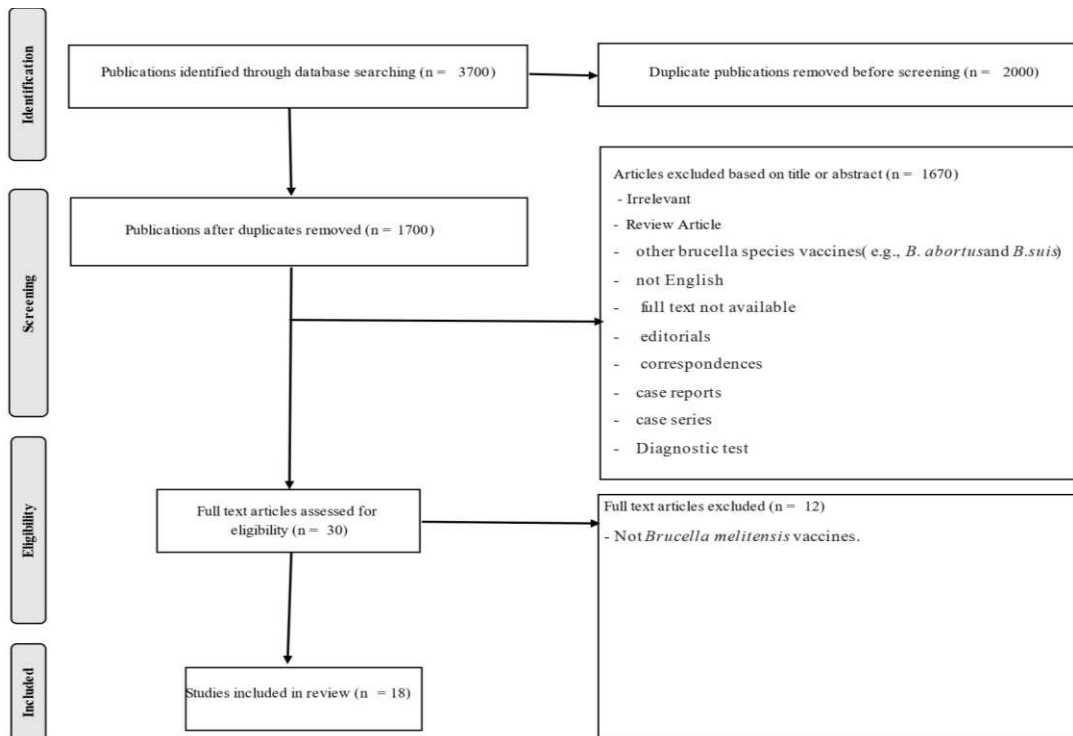 Identification
Publications identified through database searching (n = 3700)
Duplicate publications removed before screening (n = 2000)
Screening
Publications after duplicates removed (n = 1700)
Articles excluded based on title or abstract (n = 1670)
- Irrelevant
- Review Article
- other brucella species vaccines( e.g., B. abortusand B.suis)
- not English
- full text not available
- editorials
- correspondences
- case reports
- case series
- Diagnostic test
Eligibility
Full text articles assessed for
eligibility (n = 30)
Full text articles excluded (n = 12)
- Not Brucella melitensis vaccines.
Included
Studies included in review (n = 18)